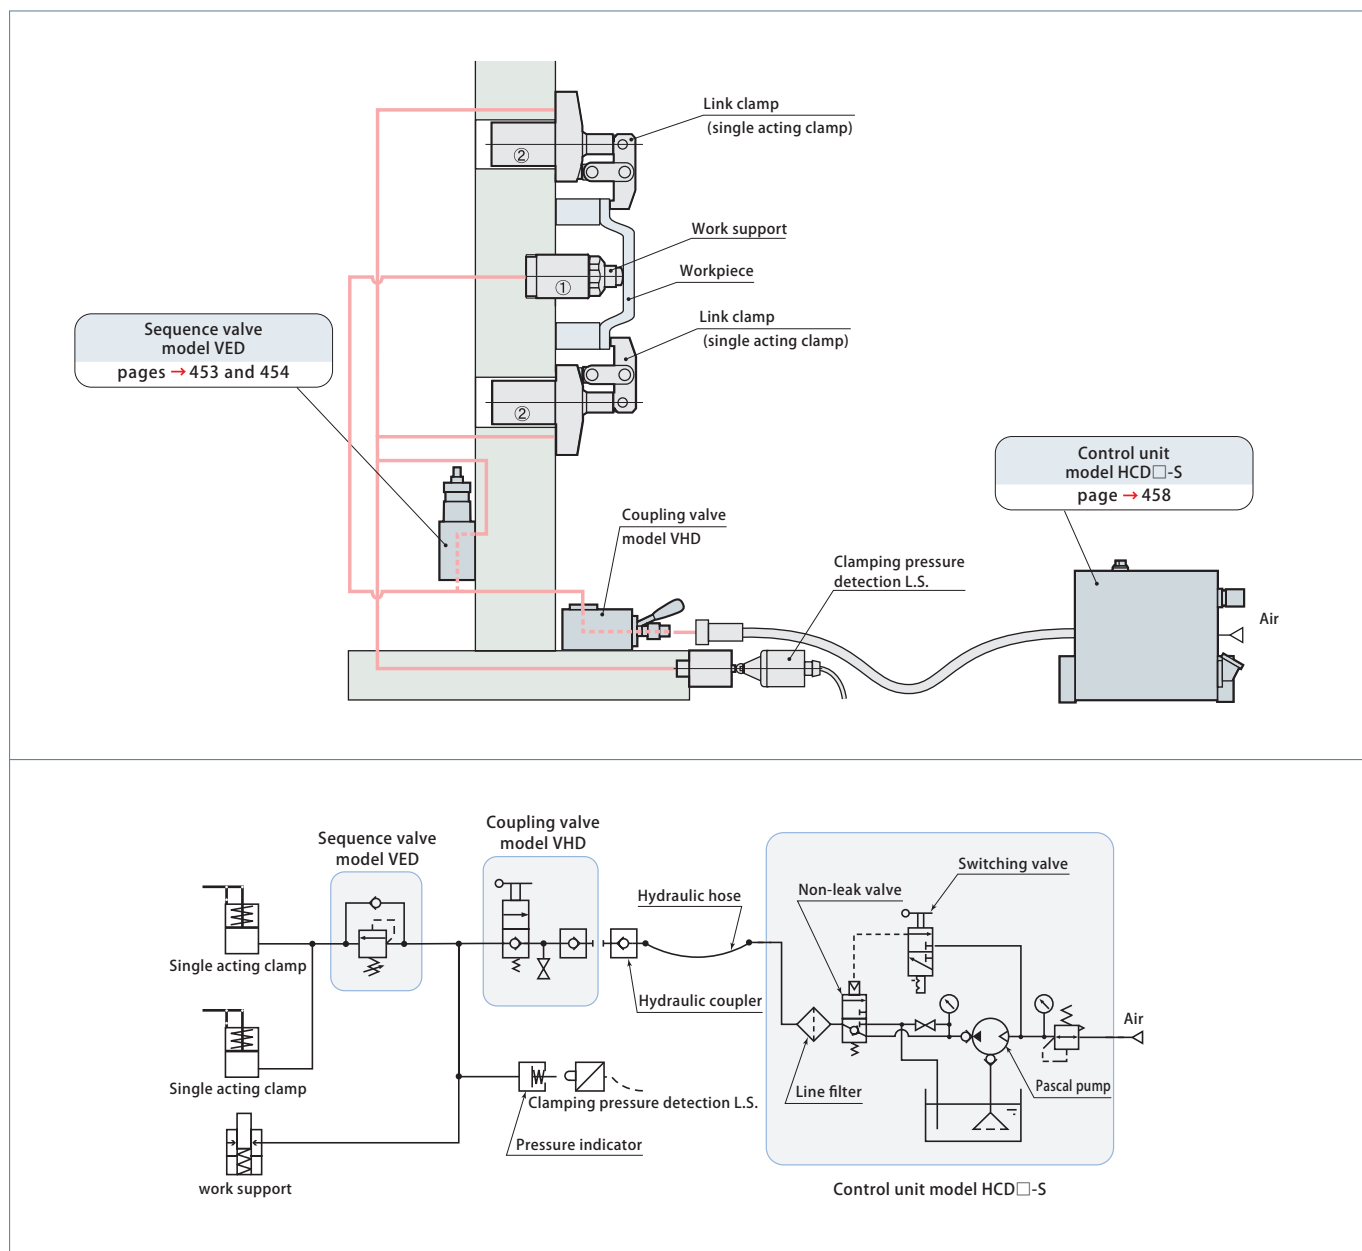 Link clamp
(single acting clamp)
②
Work support
①
Workpiece
Link clamp
(single acting clamp)
②
Sequence valve
model VED
pages → 453 and 454
Control unit
model HCD□-S
page → 458
Coupling valve
model VHD
Clamping pressure
detection L.S.
Air
Sequence valve
model VED
Coupling valve
model VHD
Switching valve
Non-leak valve
Hydraulic hose
Single acting clamp
Hydraulic coupler
Air
Single acting clamp
Line filter
Pascal pump
Clamping pressure detection L.S.
Pressure indicator
work support
Control unit model HCD□-S